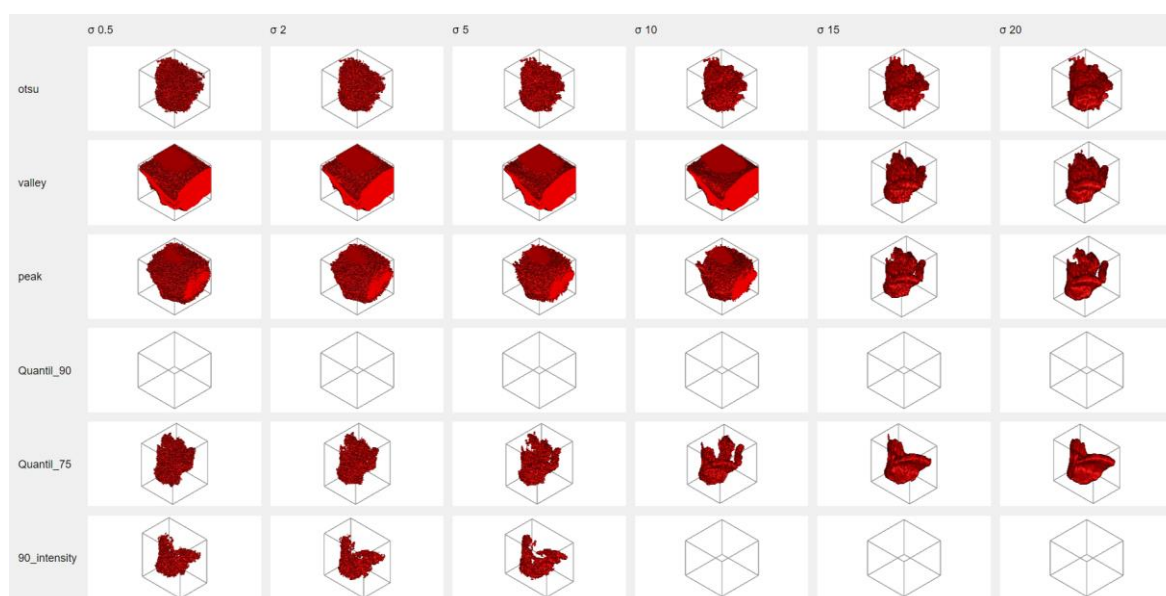 σ 0.5 σ 2 σ 5 σ 10 σ 15 σ 20
otsu
valley
peak
Quantil_90
Quantil_75
90_intensity